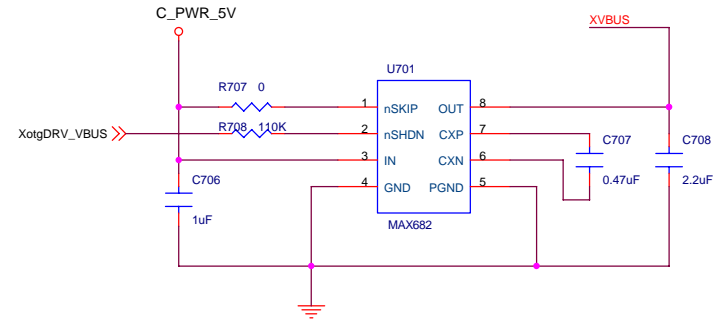 C_PWR_5V
XVBUS
U701
R707 0
1 nSKIP OUT 8
XotgDRV_VBUS R708 110K
2 nSHDN CXP 7
C707
C708
3 IN CXN 6
0.47uF
2.2uF
C706
4 GND PGND 5
1uF
MAX682